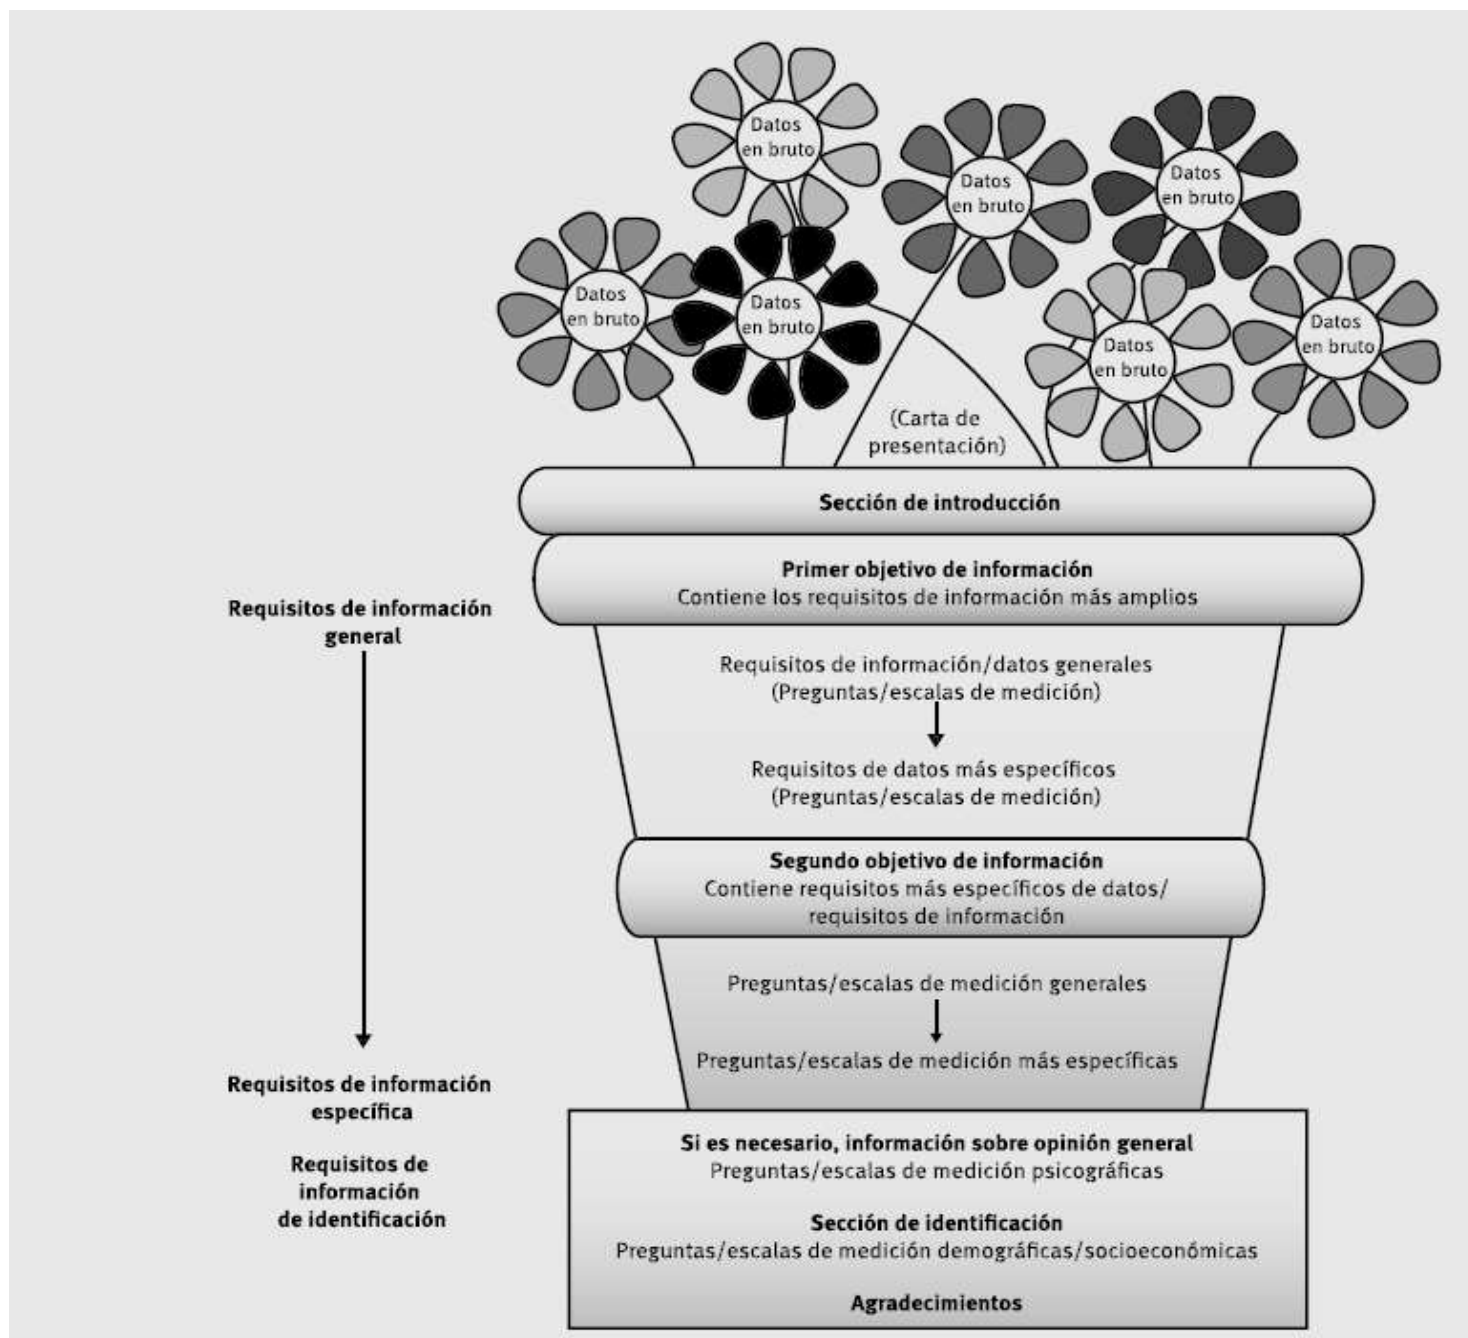 Datos
en bruto
Datos
en bruto
Datos
en bruto
Datos
en bruto
Datos
en bruto
Datos
en bruto
Datos
en bruto
(Carta de
presentación)
Sección de introducción
Primer objetivo de información
Contiene los requisitos de información más amplios
Requisitos de información
general
Requisitos de información/datos generales
(Preguntas/escalas de medición)
Requisitos de datos más específicos
(Preguntas/escalas de medición)
Segundo objetivo de información
Contiene requisitos más específicos de datos/
requisitos de información
Preguntas/escalas de medición generales
Preguntas/escalas de medición más específicas
Requisitos de información
específica
Requisitos de
información
de identificación
Si es necesario, información sobre opinión general
Preguntas/escalas de medición psicográficas
Sección de identificación
Preguntas/escalas de medición demográficas/socioeconómicas
Agradecimientos